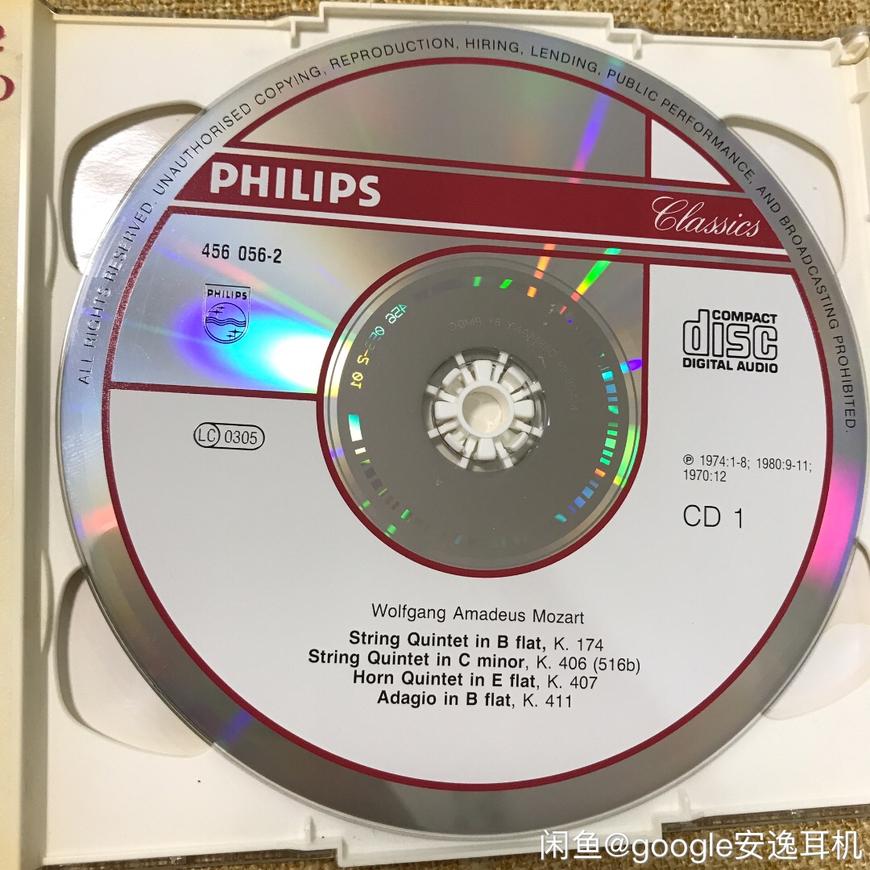 ALL RIGHTS RESERVED. UNAUTHORISED COPYING, REPRODUCTION, HIRING, LENDING, PUBLIC PERFORMANCE, AND BROADCASTING PROHIBITED.
PHILIPS
Classics
456 056-2
PHILIPS
COMPACT
disc
DIGITAL AUDIO
LC 0305
℗ 1974:1-8; 1980:9-11;
1970:12
CD 1
Wolfgang Amadeus Mozart
String Quintet in B flat, K. 174
String Quintet in C minor, K. 406 (516b)
Horn Quintet in E flat, K. 407
Adagio in B flat, K. 411
闲鱼@google安逸耳机